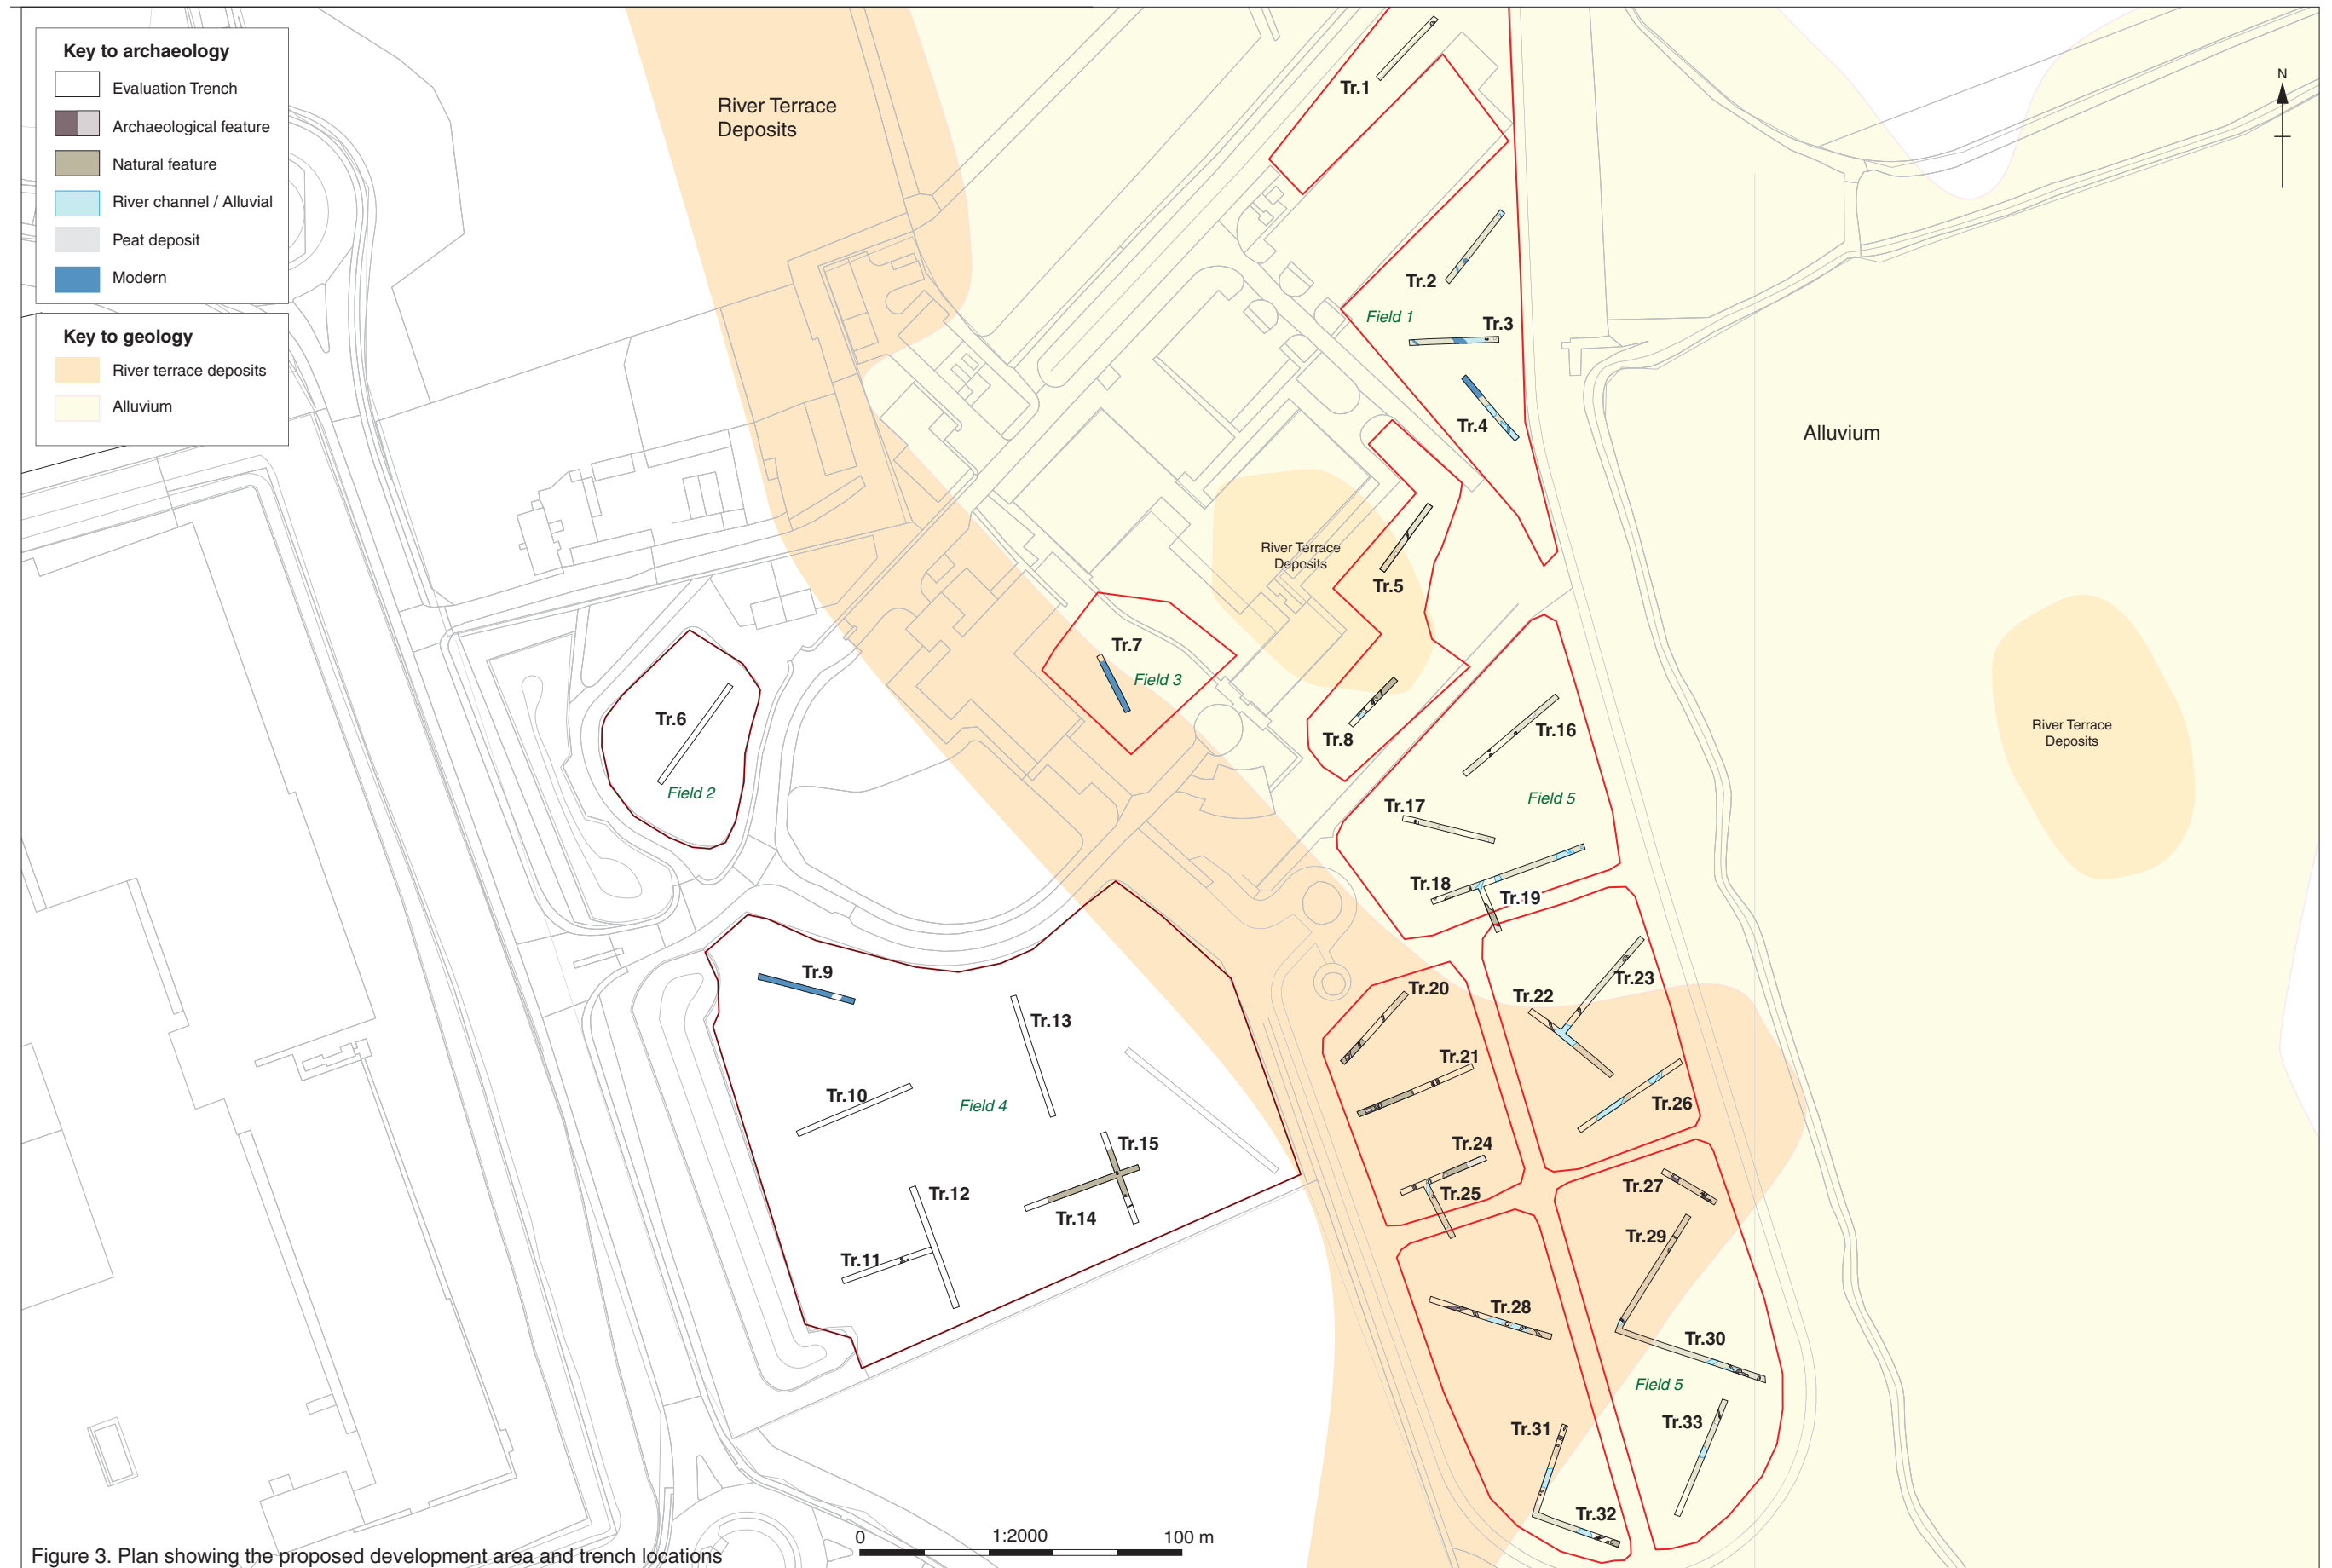 Key to archaeology
Evaluation Trench
Archaeological feature
Natural feature
River channel / Alluvial
Peat deposit
Modern
Key to geology
River terrace deposits
Alluvium
River Terrace
Deposits
N
Tr.1
Tr.2
Field 1
Tr.3
Tr.4
Alluvium
River Terrace
Deposits
Tr.5
Tr.7
Field 3
Tr.6
Field 2
Tr.8
Tr.16
River Terrace
Deposits
Field 5
Tr.17
Tr.18
Tr.19
Tr.9
Tr.13
Tr.10
Field 4
Tr.15
Tr.14
Tr.12
Tr.11
Tr.20
Tr.22
Tr.23
Tr.21
Tr.26
Tr.24
Tr.25
Tr.27
Tr.29
Tr.28
Tr.30
Field 5
Tr.33
Tr.31
Tr.32
0 1:2000 100 m
Figure 3. Plan showing the proposed development area and trench locations